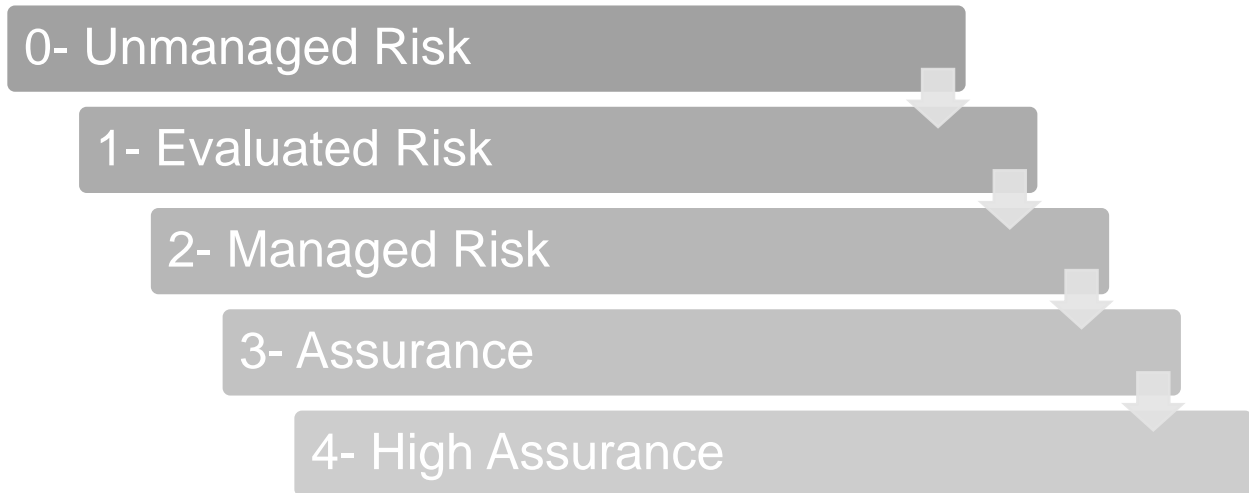 0- Unmanaged Risk
1- Evaluated Risk
2- Managed Risk
3- Assurance
4- High Assurance